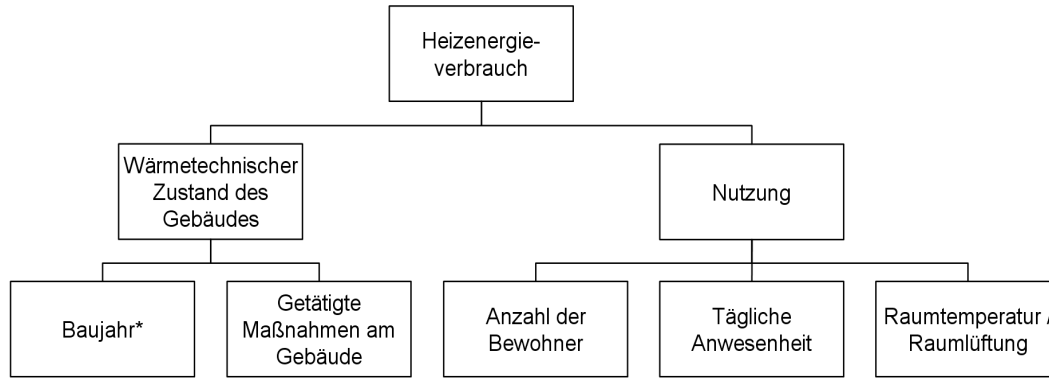 Heizenergie-
verbrauch
Wärmetechnischer
Zustand des
Gebäudes
Nutzung
Baujahr*
Getätigte
Maßnahmen am
Gebäude
Anzahl der
Bewohner
Tägliche
Anwesenheit
Raumtemperatur /
Raumlüftung